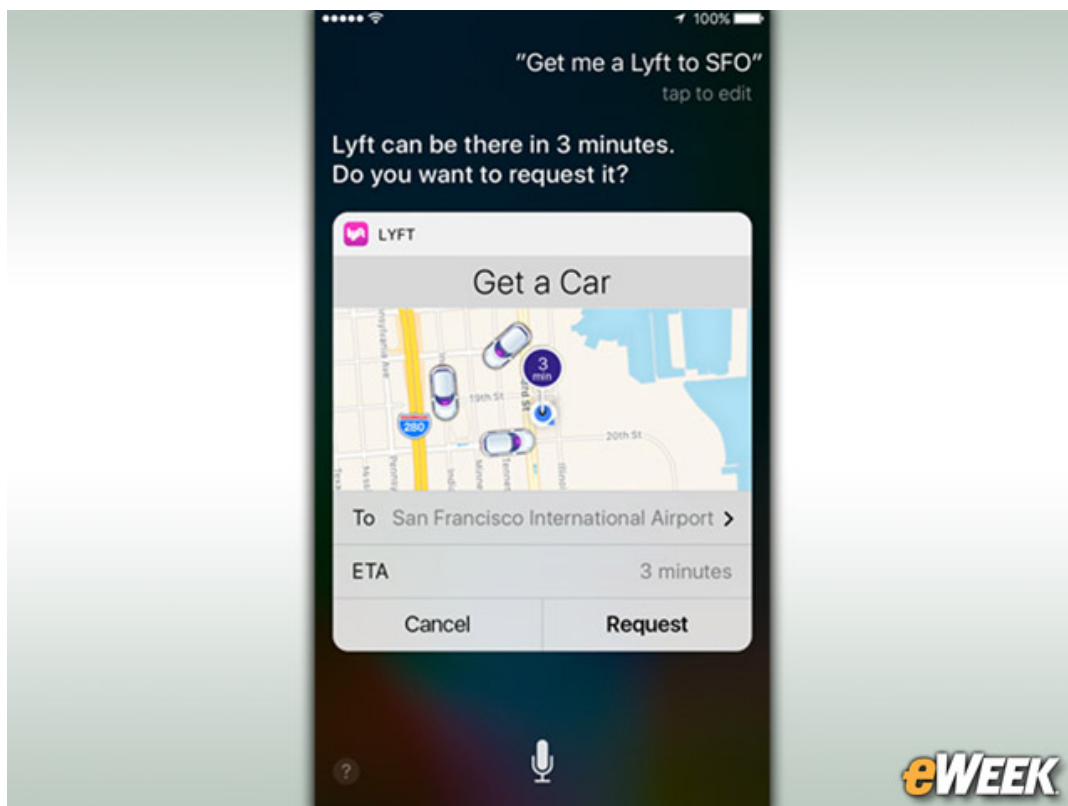 100%
"Get me a Lyft to SFO"
tap to edit
Lyft can be there in 3 minutes.
Do you want to request it?
LYFT
Get a Car
3
min
19th St
3rd St
280
20th St
To San Francisco International Airport
ETA 3 minutes
Cancel Request
?
eWEEK